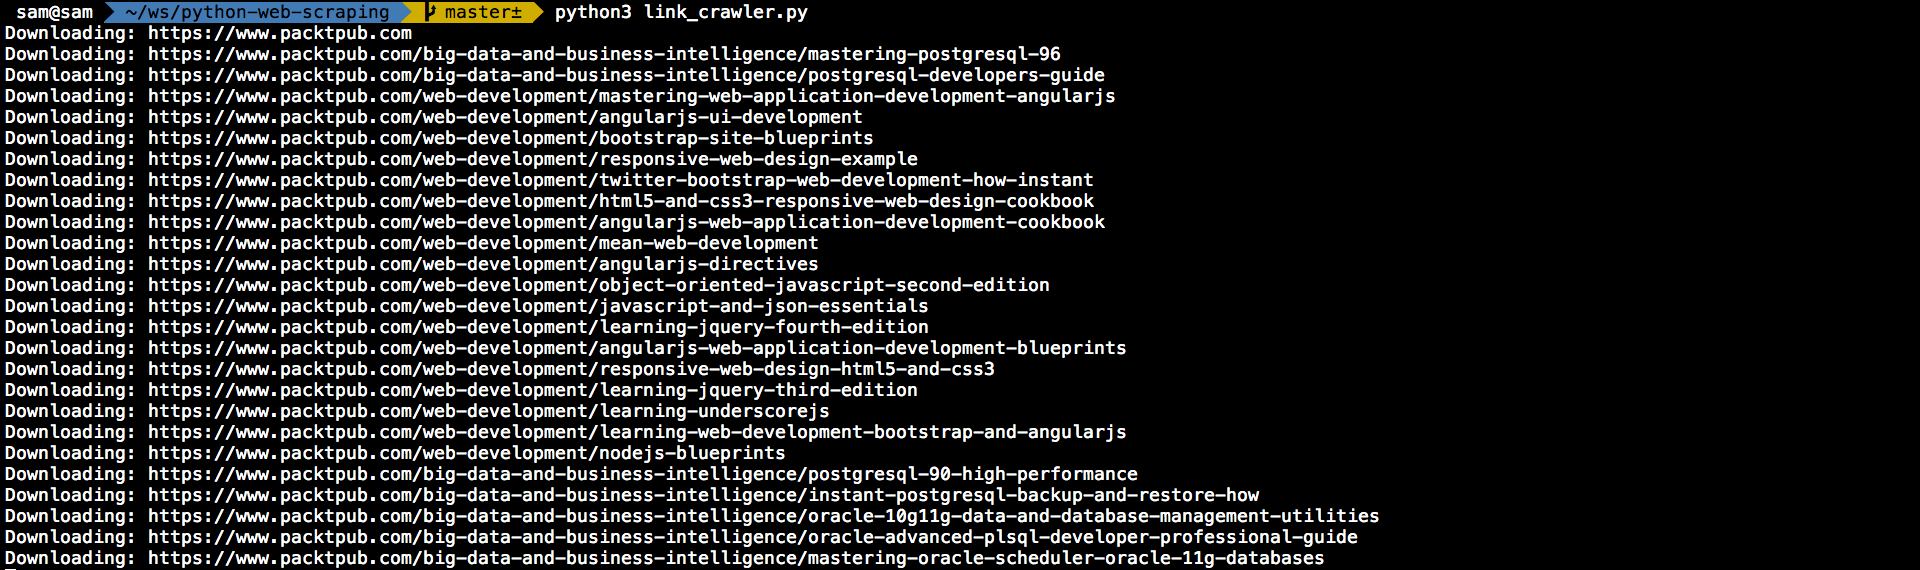 sam@sam ~/ws/python-web-scraping master± python3 link_crawler.py
Downloading: https://www.packtpub.com
Downloading: https://www.packtpub.com/big-data-and-business-intelligence/mastering-postgresql-96
Downloading: https://www.packtpub.com/big-data-and-business-intelligence/postgresql-developers-guide
Downloading: https://www.packtpub.com/web-development/mastering-web-application-development-angularjs
Downloading: https://www.packtpub.com/web-development/angularjs-ui-development
Downloading: https://www.packtpub.com/web-development/bootstrap-site-blueprints
Downloading: https://www.packtpub.com/web-development/responsive-web-design-example
Downloading: https://www.packtpub.com/web-development/twitter-bootstrap-web-development-how-instant
Downloading: https://www.packtpub.com/web-development/html5-and-css3-responsive-web-design-cookbook
Downloading: https://www.packtpub.com/web-development/angularjs-web-application-development-cookbook
Downloading: https://www.packtpub.com/web-development/mean-web-development
Downloading: https://www.packtpub.com/web-development/angularjs-directives
Downloading: https://www.packtpub.com/web-development/object-oriented-javascript-second-edition
Downloading: https://www.packtpub.com/web-development/javascript-and-json-essentials
Downloading: https://www.packtpub.com/web-development/learning-jquery-fourth-edition
Downloading: https://www.packtpub.com/web-development/angularjs-web-application-development-blueprints
Downloading: https://www.packtpub.com/web-development/responsive-web-design-html5-and-css3
Downloading: https://www.packtpub.com/web-development/learning-jquery-third-edition
Downloading: https://www.packtpub.com/web-development/learning-underscorejs
Downloading: https://www.packtpub.com/web-development/learning-web-development-bootstrap-and-angularjs
Downloading: https://www.packtpub.com/web-development/nodejs-blueprints
Downloading: https://www.packtpub.com/big-data-and-business-intelligence/postgresql-90-high-performance
Downloading: https://www.packtpub.com/big-data-and-business-intelligence/instant-postgresql-backup-and-restore-how
Downloading: https://www.packtpub.com/big-data-and-business-intelligence/oracle-10g11g-data-and-database-management-utilities
Downloading: https://www.packtpub.com/big-data-and-business-intelligence/oracle-advanced-plsql-developer-professional-guide
Downloading: https://www.packtpub.com/big-data-and-business-intelligence/mastering-oracle-scheduler-oracle-11g-databases